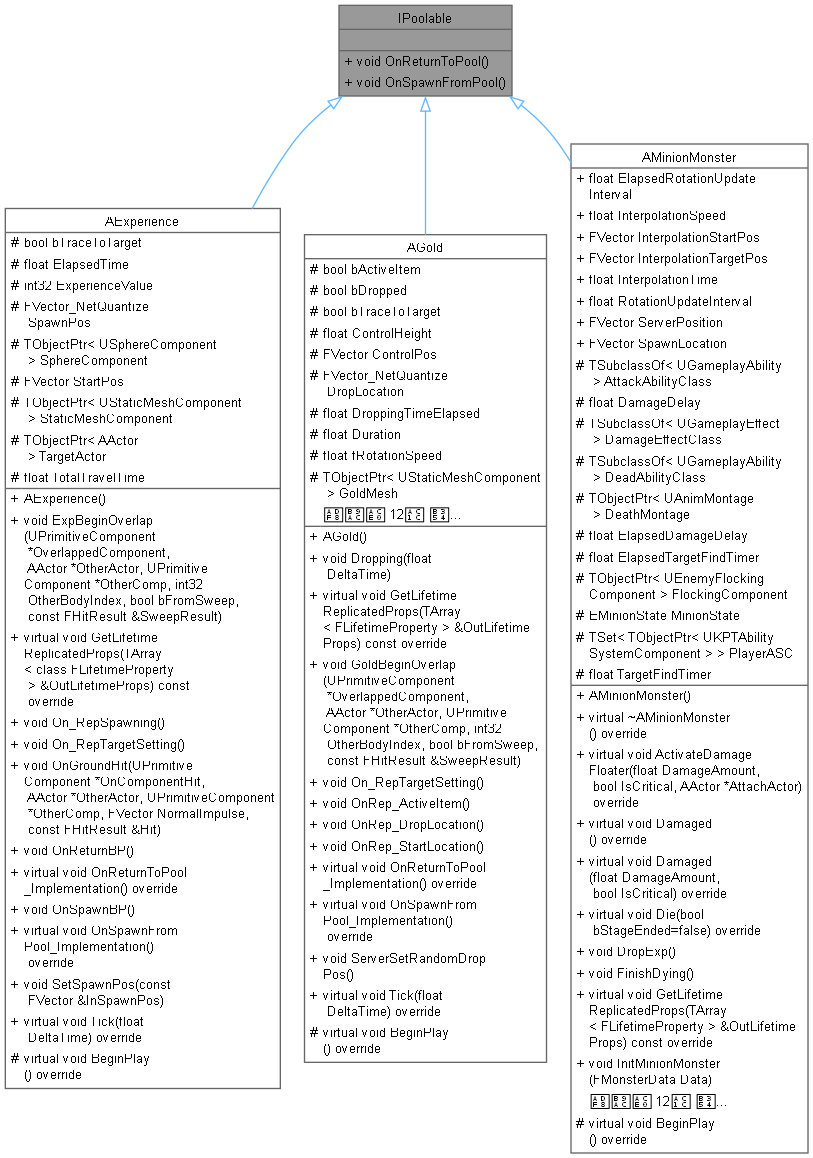 IPoolable
+ void OnReturnToPool()
+ void OnSpawnFromPool()
AExperience
# bool bTraceToTarget
# float ElapsedTime
# int32 ExperienceValue
# FVector_NetQuantize
SpawnPos
# TObjectPtr< USphereComponent
> SphereComponent
# FVector StartPos
# TObjectPtr< UStaticMeshComponent
> StaticMeshComponent
# TObjectPtr< AActor
> TargetActor
# float TotalTravelTime
+ AExperience()
+ void ExpBeginOverlap
(UPrimitiveComponent
*OverlappedComponent,
AActor *OtherActor, UPrimitive
Component *OtherComp, int32
OtherBodyIndex, bool bFromSweep,
const FHitResult &SweepResult)
+ virtual void GetLifetime
ReplicatedProps(TArray
< class FLifetimeProperty
> &OutLifetimeProps) const
override
+ void On_RepSpawning()
+ void On_RepTargetSetting()
+ void OnGroundHit(UPrimitive
Component *OnComponentHit,
AActor *OtherActor, UPrimitiveComponent
*OtherComp, FVector NormalImpulse,
const FHitResult &Hit)
+ void OnReturnBP()
+ virtual void OnReturnToPool
_Implementation() override
+ void OnSpawnBP()
+ virtual void OnSpawnFrom
Pool_Implementation()
override
+ void SetSpawnPos(const
FVector &InSpawnPos)
+ virtual void Tick(float
DeltaTime) override
# virtual void BeginPlay
() override
AGold
# bool bActiveItem
# bool bDropped
# bool bTraceToTarget
# float ControlHeight
# FVector ControlPos
# FVector_NetQuantize
DropLocation
# float DroppingTimeElapsed
# float Duration
# float fRotationSpeed
# TObjectPtr< UStaticMeshComponent
> GoldMesh
12 ...
+ AGold()
+ void Dropping(float
DeltaTime)
+ virtual void GetLifetime
ReplicatedProps(TArray
< FLifetimeProperty > &OutLifetime
Props) const override
+ void GoldBeginOverlap
(UPrimitiveComponent
*OverlappedComponent,
AActor *OtherActor, UPrimitive
Component *OtherComp, int32
OtherBodyIndex, bool bFromSweep,
const FHitResult &SweepResult)
+ void On_RepTargetSetting()
+ void OnRep_ActiveItem()
+ void OnRep_DropLocation()
+ void OnRep_StartLocation()
+ virtual void OnReturnToPool
_Implementation() override
+ virtual void OnSpawnFrom
Pool_Implementation()
override
+ void ServerSetRandomDrop
Pos()
+ virtual void Tick(float
DeltaTime) override
# virtual void BeginPlay
() override
AMinionMonster
+ float ElapsedRotationUpdate
Interval
+ float InterpolationSpeed
+ FVector InterpolationStartPos
+ FVector InterpolationTargetPos
+ float InterpolationTime
+ float RotationUpdateInterval
+ FVector ServerPosition
+ FVector SpawnLocation
# TSubclassOf< UGameplayAbility
> AttackAbilityClass
# float DamageDelay
# TSubclassOf< UGameplayEffect
> DamageEffectClass
# TSubclassOf< UGameplayAbility
> DeadAbilityClass
# TObjectPtr< UAnimMontage
> DeathMontage
# float ElapsedDamageDelay
# float ElapsedTargetFindTimer
# TObjectPtr< UEnemyFlocking
Component > FlockingComponent
# EMinionState MinionState
# TSet< TObjectPtr< UKPTAbility
SystemComponent > > PlayerASC
# float TargetFindTimer
+ AMinionMonster()
+ virtual ~AMinionMonster
() override
+ virtual void ActivateDamage
Floater(float DamageAmount,
bool IsCritical, AActor *AttachActor)
override
+ virtual void Damaged
() override
+ virtual void Damaged
(float DamageAmount,
bool IsCritical) override
+ virtual void Die(bool
bStageEnded=false) override
+ void DropExp()
+ void FinishDying()
+ virtual void GetLifetime
ReplicatedProps(TArray
< FLifetimeProperty > &OutLifetime
Props) const override
+ void InitMinionMonster
(FMonsterData Data)
12 ...
# virtual void BeginPlay
() override